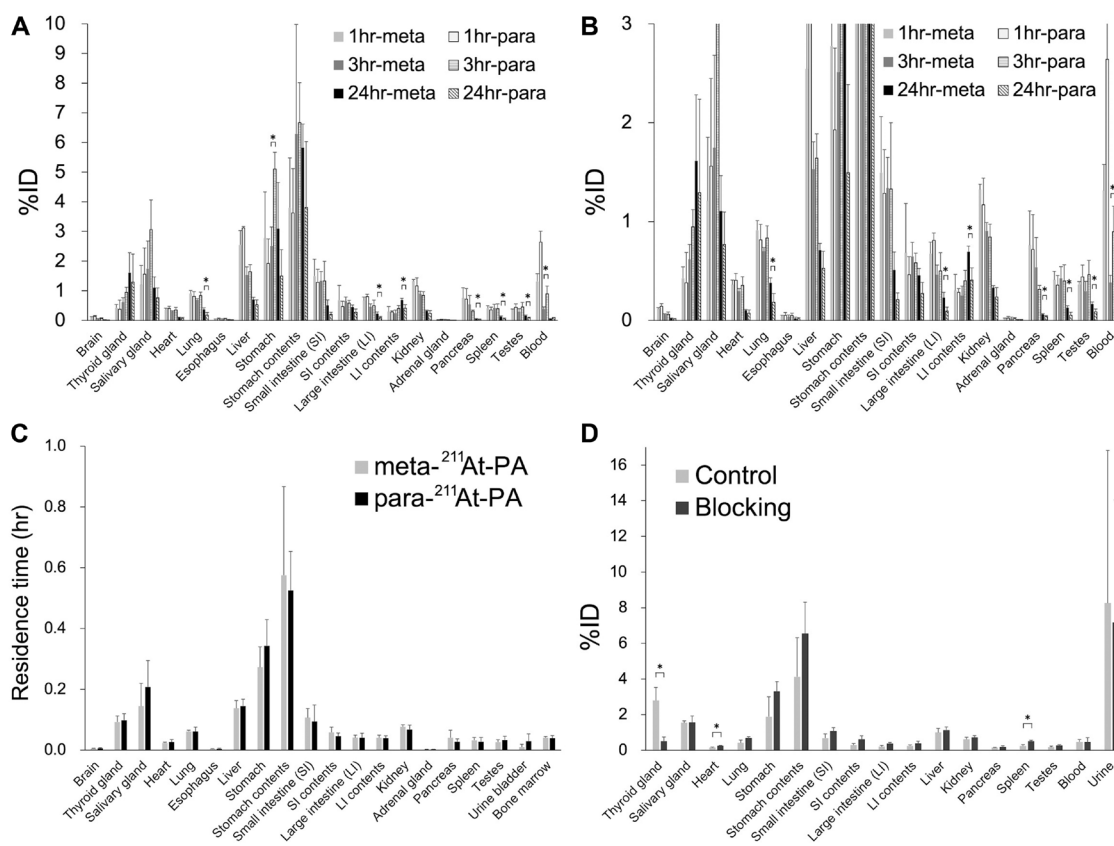 A
10
9
8
7
6
5
4
3
2
1
0
%ID
1hr-meta
1hr-para
3hr-meta
3hr-para
24hr-meta
24hr-para
*
*
*
*
*
*
*
*
Brain
Thyroid gland
Salivary gland
Heart
Lung
Esophagus
Liver
Stomach
Stomach contents
Small intestine (SI)
SI contents
Large intestine (LI)
LI contents
Kidney
Adrenal gland
Pancreas
Spleen
Testes
Blood
B
3
2
1
0
%ID
1hr-meta
1hr-para
3hr-meta
3hr-para
24hr-meta
24hr-para
*
*
*
*
*
*
*
Brain
Thyroid gland
Salivary gland
Heart
Lung
Esophagus
Liver
Stomach
Stomach contents
Small intestine (SI)
SI contents
Large intestine (LI)
LI contents
Kidney
Adrenal gland
Pancreas
Spleen
Testes
Blood
C
1.0
0.8
0.6
0.4
0.2
0.0
Residence time (hr)
meta-²¹¹At-PA
para-²¹¹At-PA
Brain
Thyroid gland
Salivary gland
Heart
Lung
Esophagus
Liver
Stomach
Stomach contents
Small intestine (SI)
SI contents
Large intestine (LI)
LI contents
Kidney
Adrenal gland
Pancreas
Spleen
Testes
Urine bladder
Bone marrow
D
16
14
12
10
8
6
4
2
0
%ID
Control
Blocking
*
*
*
Thyroid gland
Salivary gland
Heart
Lung
Stomach
Stomach contents
Small intestine (SI)
SI contents
Large intestine (LI)
LI contents
Liver
Kidney
Pancreas
Spleen
Testes
Blood
Urine